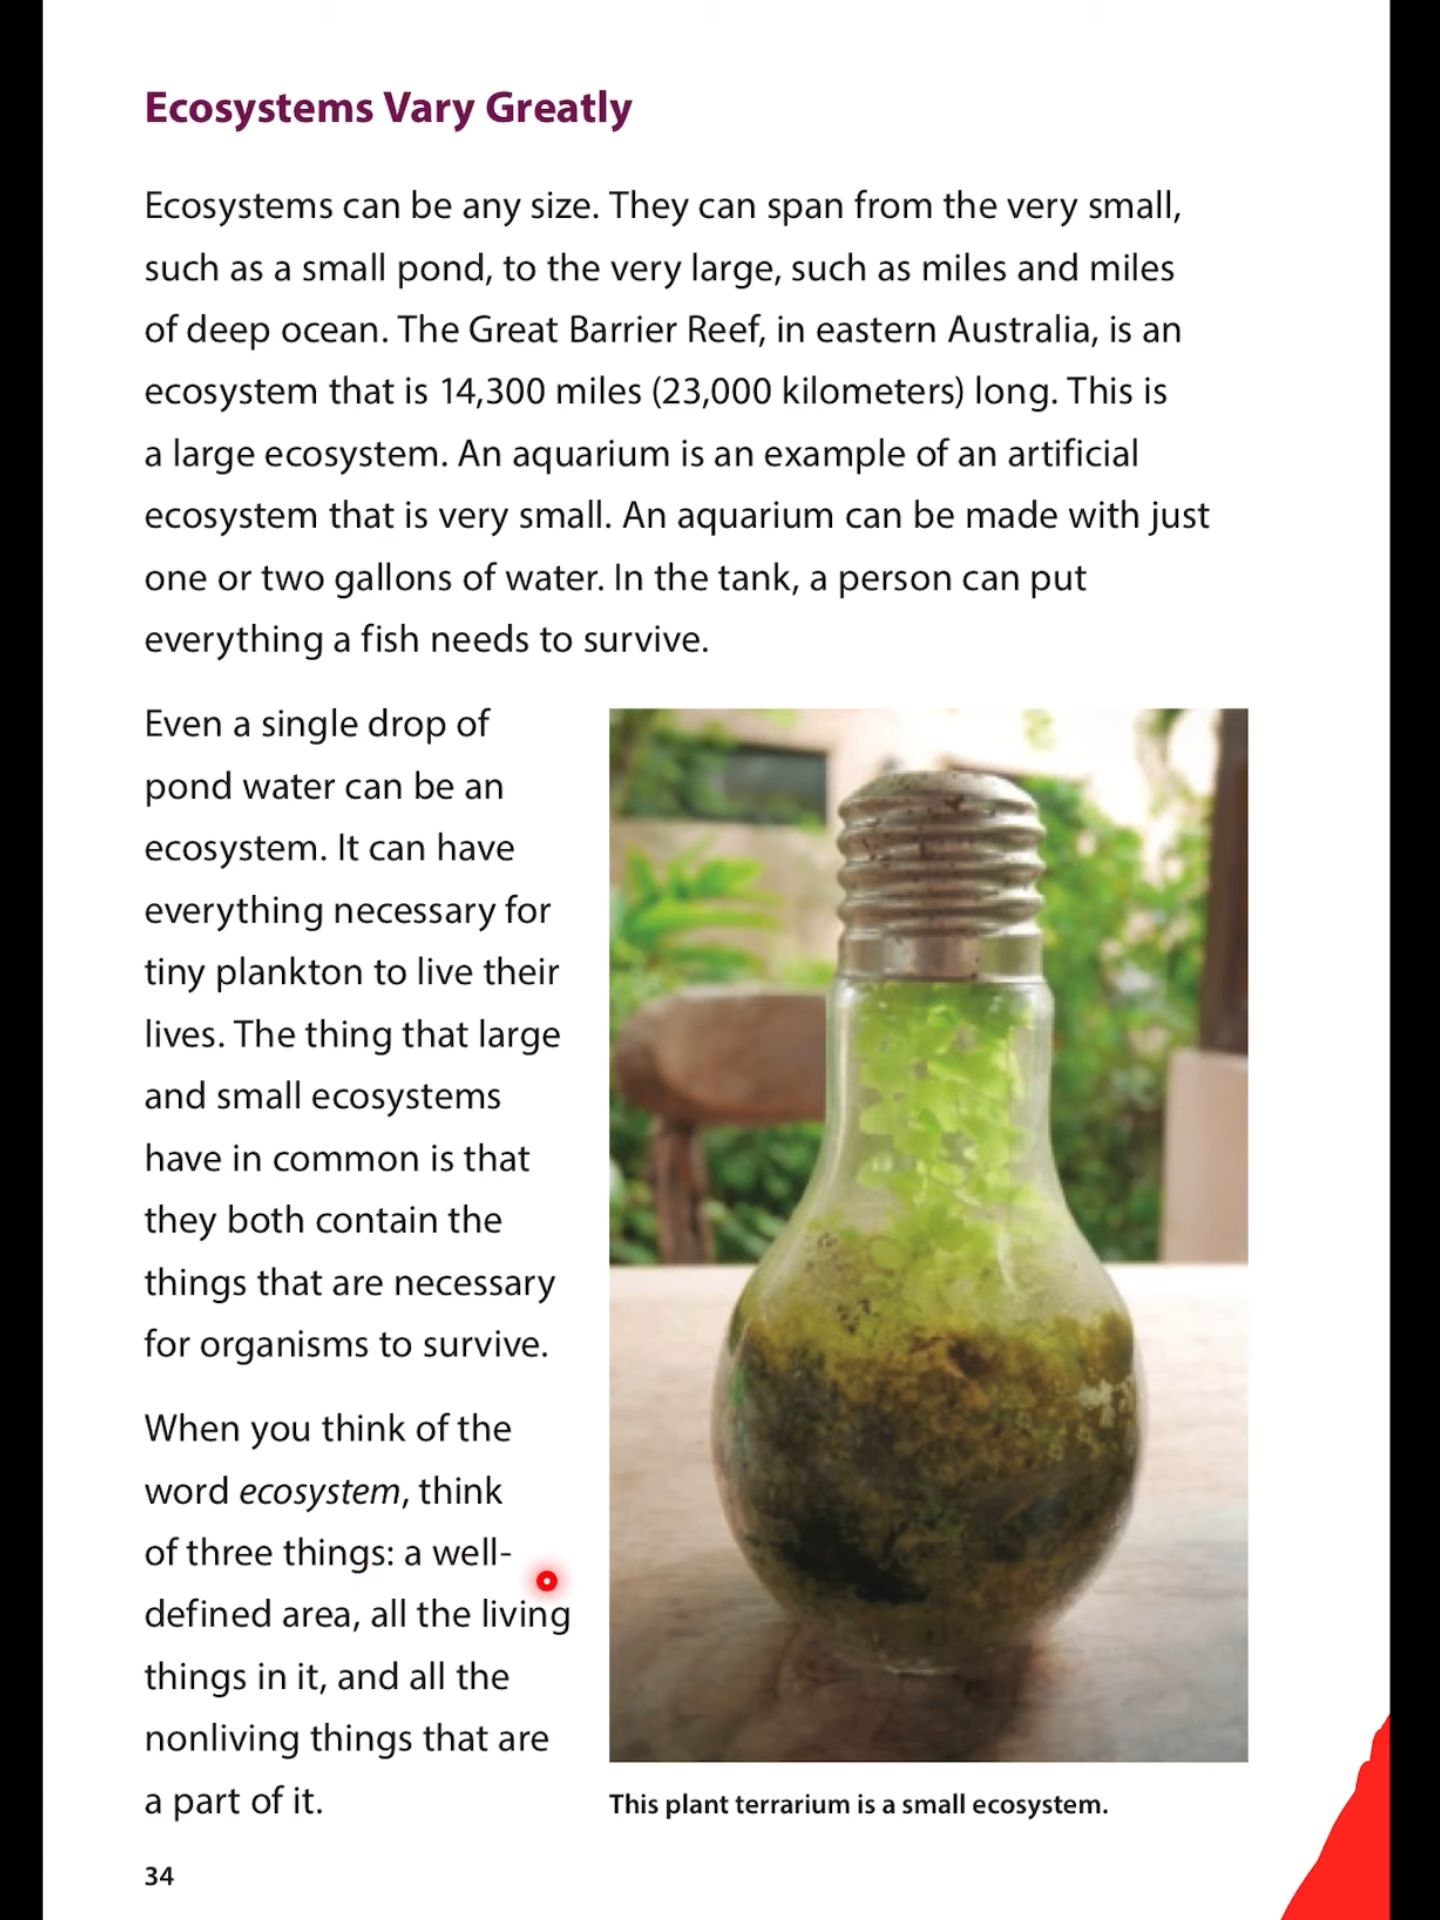 Ecosystems Vary Greatly
Ecosystems can be any size. They can span from the very small,
such as a small pond, to the very large, such as miles and miles
of deep ocean. The Great Barrier Reef, in eastern Australia, is an
ecosystem that is 14,300 miles (23,000 kilometers) long. This is
a large ecosystem. An aquarium is an example of an artificial
ecosystem that is very small. An aquarium can be made with just
one or two gallons of water. In the tank, a person can put
everything a fish needs to survive.
Even a single drop of
pond water can be an
ecosystem. It can have
everything necessary for
tiny plankton to live their
lives. The thing that large
and small ecosystems
have in common is that
they both contain the
things that are necessary
for organisms to survive.
When you think of the
word ecosystem, think
of three things: a well-
defined area, all the living
things in it, and all the
nonliving things that are
a part of it.
This plant terrarium is a small ecosystem.
34